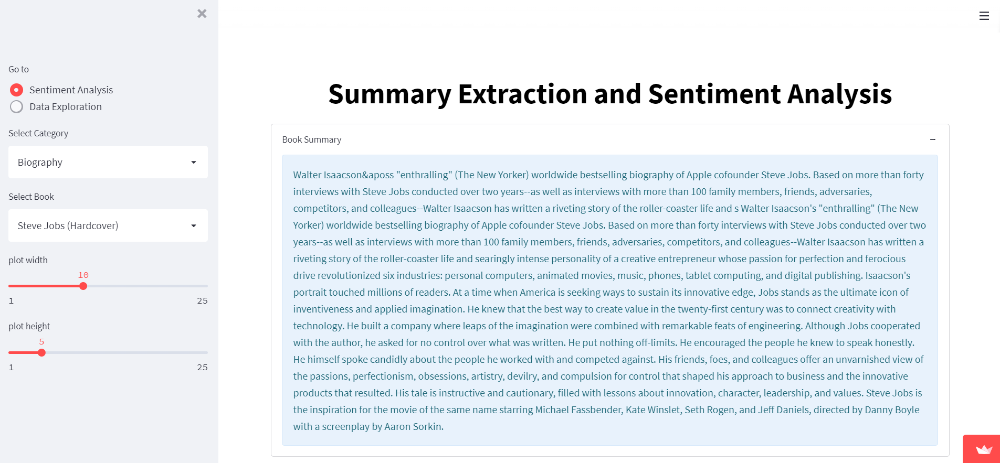 Go to
Sentiment Analysis
Data Exploration
Select Category
Biography
Select Book
Steve Jobs (Hardcover)
plot width
10
1 25
plot height
5
1 25
Summary Extraction and Sentiment Analysis
Book Summary
Walter Isaacson&aposs "enthralling" (The New Yorker) worldwide bestselling biography of Apple cofounder Steve Jobs. Based on more than forty
interviews with Steve Jobs conducted over two years--as well as interviews with more than 100 family members, friends, adversaries,
competitors, and colleagues--Walter Isaacson has written a riveting story of the roller-coaster life and s Walter Isaacson's "enthralling" (The New
Yorker) worldwide bestselling biography of Apple cofounder Steve Jobs. Based on more than forty interviews with Steve Jobs conducted over two
years--as well as interviews with more than 100 family members, friends, adversaries, competitors, and colleagues--Walter Isaacson has written a
riveting story of the roller-coaster life and searingly intense personality of a creative entrepreneur whose passion for perfection and ferocious
drive revolutionized six industries: personal computers, animated movies, music, phones, tablet computing, and digital publishing. Isaacson's
portrait touched millions of readers. At a time when America is seeking ways to sustain its innovative edge, Jobs stands as the ultimate icon of
inventiveness and applied imagination. He knew that the best way to create value in the twenty-first century was to connect creativity with
technology. He built a company where leaps of the imagination were combined with remarkable feats of engineering. Although Jobs cooperated
with the author, he asked for no control over what was written. He put nothing off-limits. He encouraged the people he knew to speak honestly.
He himself spoke candidly about the people he worked with and competed against. His friends, foes, and colleagues offer an unvarnished view of
the passions, perfectionism, obsessions, artistry, devilry, and compulsion for control that shaped his approach to business and the innovative
products that resulted. His tale is instructive and cautionary, filled with lessons about innovation, character, leadership, and values. Steve Jobs is
the inspiration for the movie of the same name starring Michael Fassbender, Kate Winslet, Seth Rogen, and Jeff Daniels, directed by Danny Boyle
with a screenplay by Aaron Sorkin.